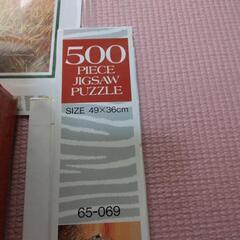 500
PIECE
JIGSAW
PUZZLE
SIZE 49×36cm
65-069